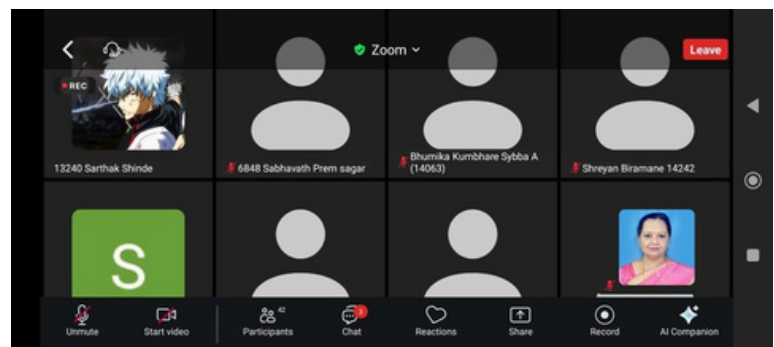 Zoom
Leave
REC
13240 Sarthak Shinde
6848 Sabhavath Prem sagar
Bhumika Kumbhare Sybba A
(14063)
Shreyan Biramane 14242
S
Unmute
Start video
42
Participants
3
Chat
Reactions
Share
Record
AI Companion